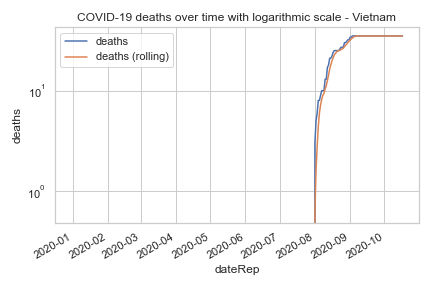 COVID-19 deaths over time with logarithmic scale - Vietnam
deaths
deaths (rolling)
10¹
10⁰
deaths
2020-01
2020-02
2020-03
2020-04
2020-05
2020-06
2020-07
2020-08
2020-09
2020-10
dateRep